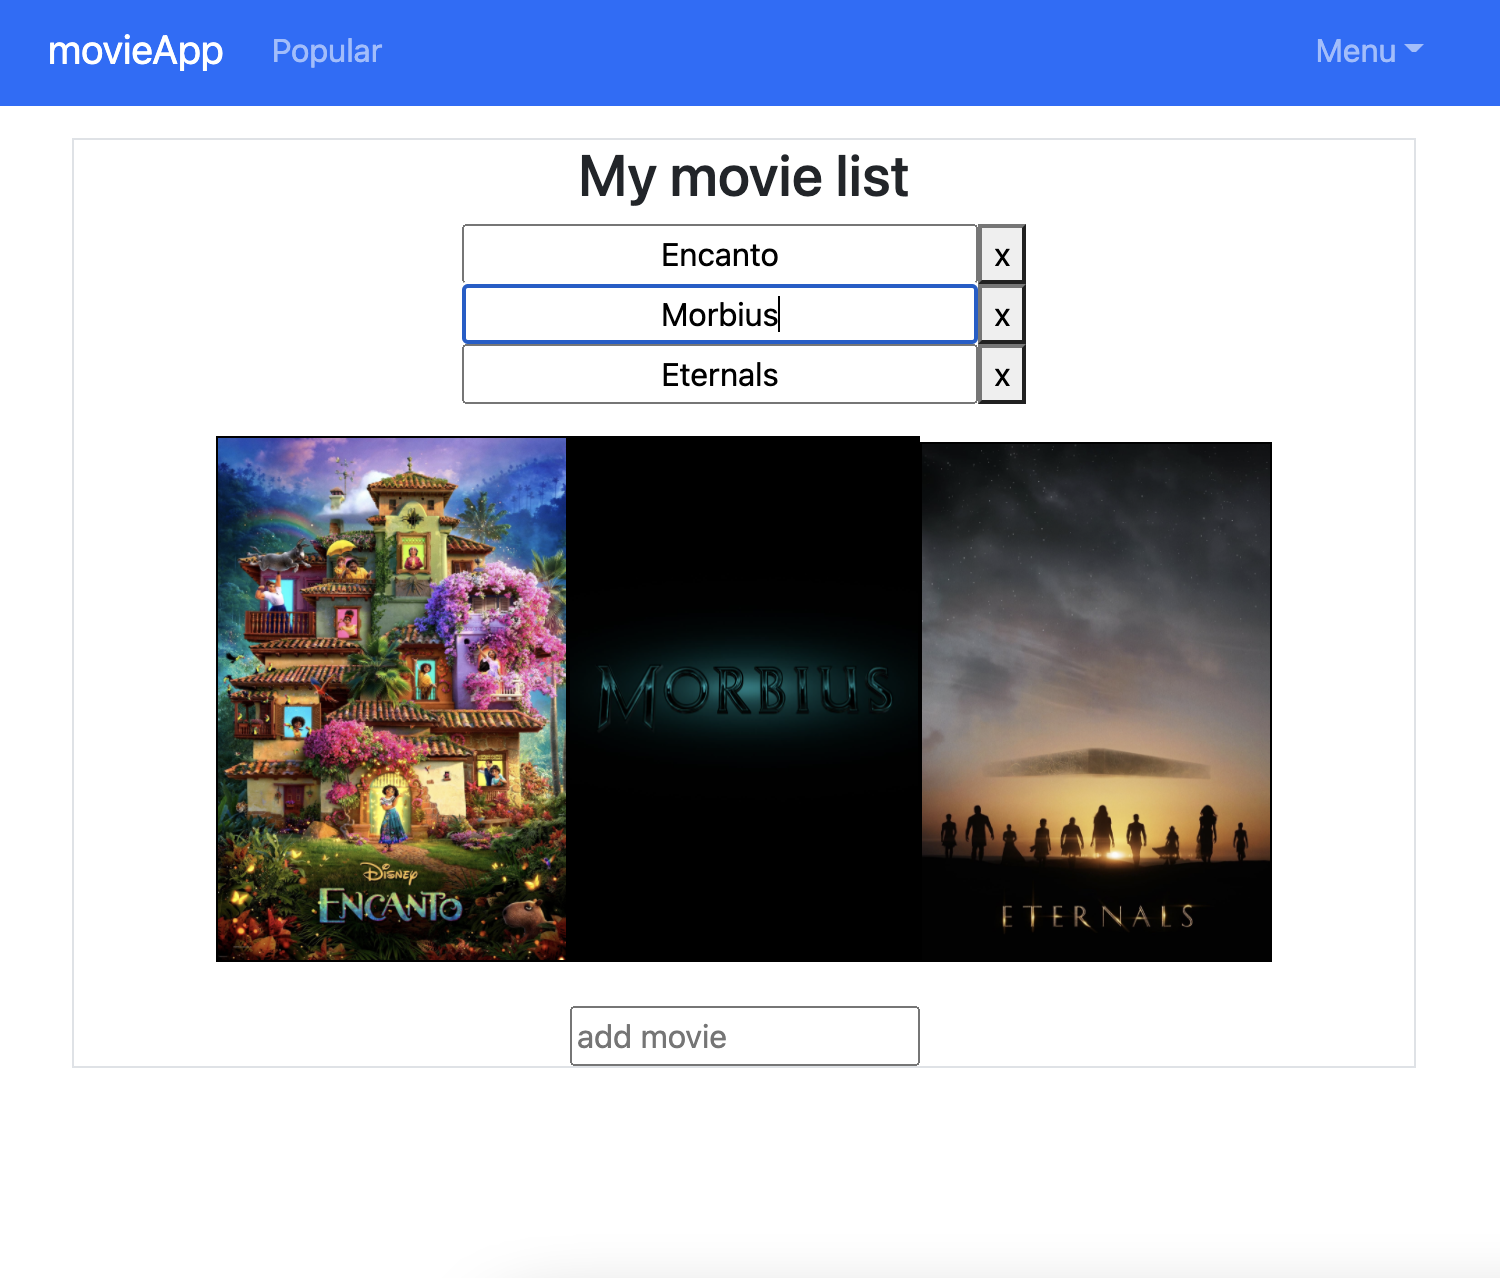 movieApp Popular Menu
My movie list
Encanto x
Morbius x
Eternals x
DISNEY
ENCANTO
MORBIUS
ETERNALS
add movie